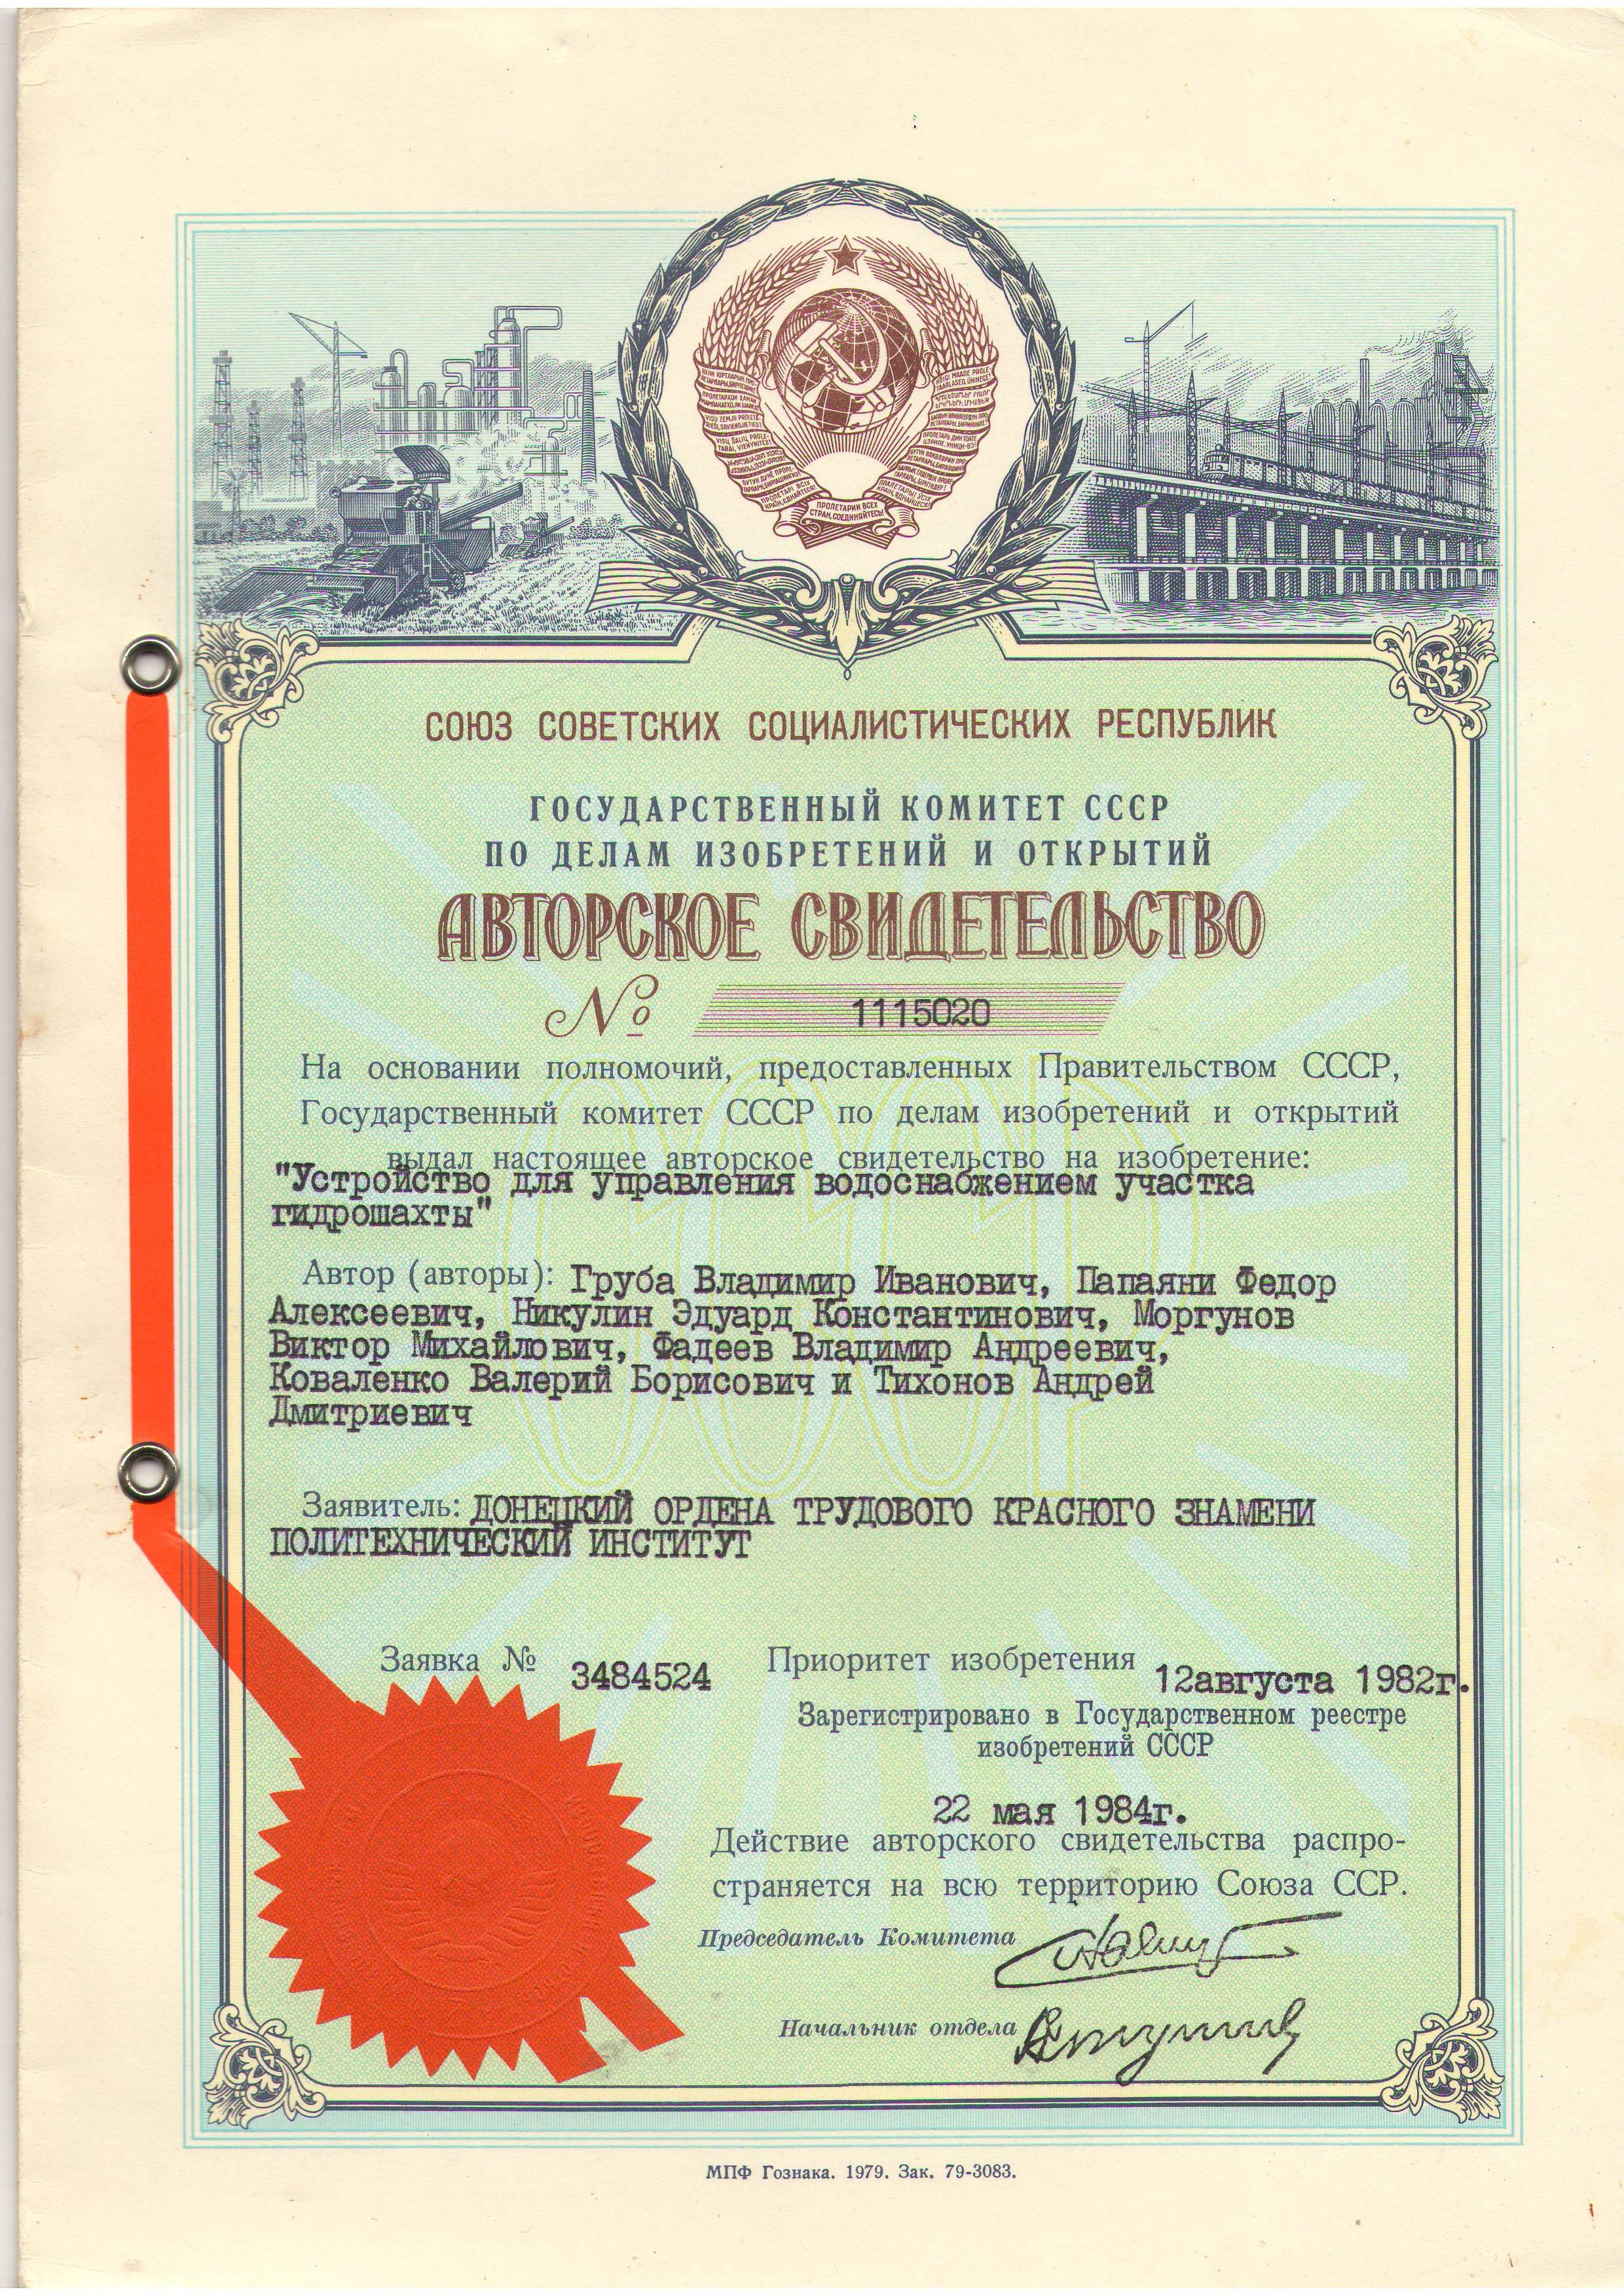 ПРОЛЕТАРИИ ВСЕХ
СТРАН, СОЕДИНЯЙТЕСЬ!
СОЮЗ СОВЕТСКИХ СОЦИАЛИСТИЧЕСКИХ РЕСПУБЛИК
ГОСУДАРСТВЕННЫЙ КОМИТЕТ СССР
ПО ДЕЛАМ ИЗОБРЕТЕНИЙ И ОТКРЫТИЙ
АВТОРСКОЕ СВИДЕТЕЛЬСТВО
№ 1115020
На основании полномочий, предоставленных Правительством СССР,
Государственный комитет СССР по делам изобретений и открытий
выдал настоящее авторское свидетельство на изобретение:
"Устройство для управления водоснабжением участка
гидрошахты"
Автор (авторы): Груба Владимир Иванович, Папаяни Федор
Алексеевич, Никулин Эдуард Константинович, Моргунов
Виктор Михайлович, Фадеев Владимир Андреевич,
Коваленко Валерий Борисович и Тихонов Андрей
Дмитриевич
Заявитель: ДОНЕЦКИЙ ОРДЕНА ТРУДОВОГО КРАСНОГО ЗНАМЕНИ
ПОЛИТЕХНИЧЕСКИЙ ИНСТИТУТ
Заявка № 3484524 Приоритет изобретения 12августа 1982г.
Зарегистрировано в Государственном реестре
изобретений СССР
22 мая 1984г.
Действие авторского свидетельства распро-
страняется на всю территорию Союза ССР.
Председатель Комитета
Начальник отдела
МПФ Гознака. 1979. Зак. 79-3083.